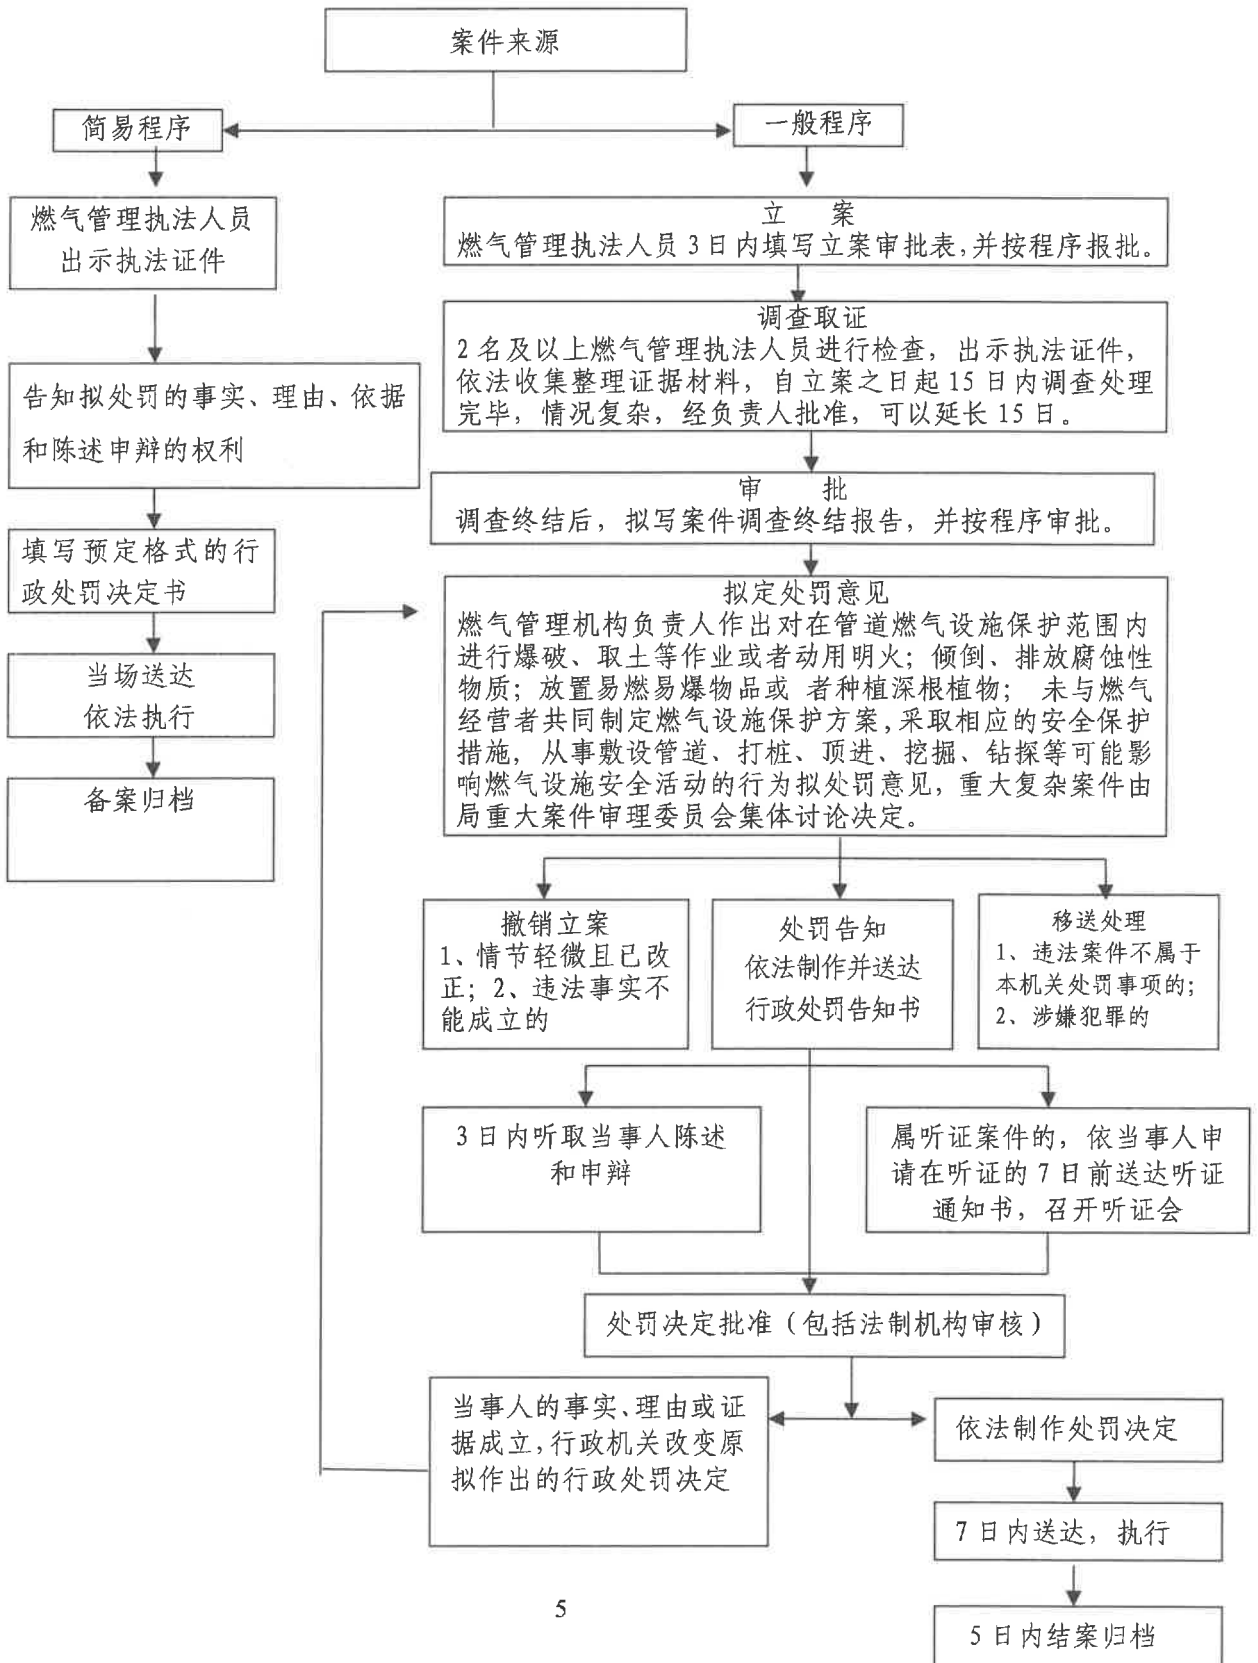 案件来源
简易程序
一般程序
燃气管理执法人员
出示执法证件
告知拟处罚的事实、理由、依据
和陈述申辩的权利
填写预定格式的行
政处罚决定书
当场送达
依法执行
备案归档
立 案
燃气管理执法人员3日内填写立案审批表,并按程序报批。
调查取证
2名及以上燃气管理执法人员进行检查，出示执法证件，
依法收集整理证据材料，自立案之日起15日内调查处理
完毕，情况复杂，经负责人批准，可以延长15日。
审 批
调查终结后，拟写案件调查终结报告，并按程序审批。
拟定处罚意见
燃气管理机构负责人作出对在管道燃气设施保护范围内
进行爆破、取土等作业或者动用明火；倾倒、排放腐蚀性
物质；放置易燃易爆物品或 者种植深根植物； 未与燃气
经营者共同制定燃气设施保护方案,采取相应的安全保护
措施，从事敷设管道、打桩、顶进、挖掘、钻探等可能影
响燃气设施安全活动的行为拟处罚意见，重大复杂案件由
局重大案件审理委员会集体讨论决定。
撤销立案
1、情节轻微且已改
正；2、违法事实不
能成立的
处罚告知
依法制作并送达
行政处罚告知书
移送处理
1、违法案件不属于
本机关处罚事项的；
2、涉嫌犯罪的
3日内听取当事人陈述
和申辩
属听证案件的，依当事人申
请在听证的7日前送达听证
通知书，召开听证会
处罚决定批准（包括法制机构审核）
当事人的事实、理由或证
据成立,行政机关改变原
拟作出的行政处罚决定
依法制作处罚决定
7日内送达，执行
5日内结案归档
5